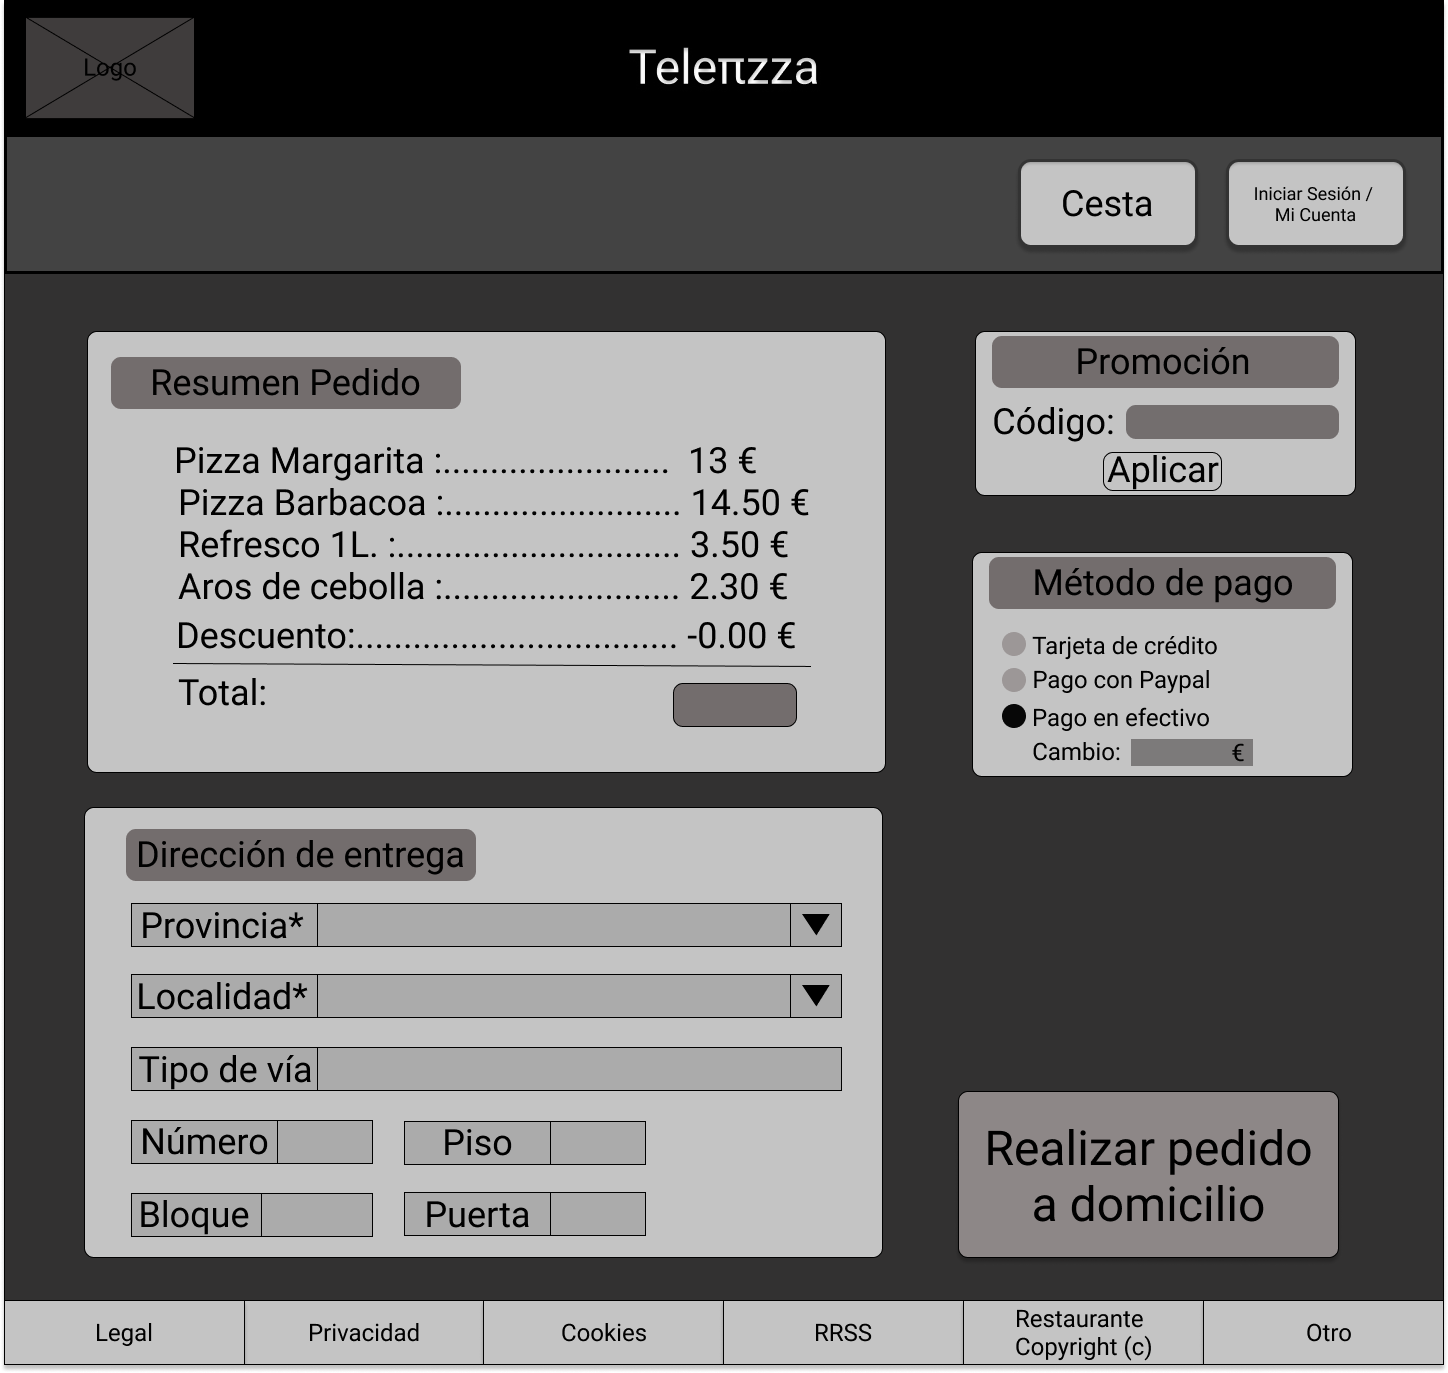 Logo
Teleπzza
Cesta
Iniciar Sesión /
Mi Cuenta
Resumen Pedido
Pizza Margarita :........................ 13 €
Pizza Barbacoa :......................... 14.50 €
Refresco 1L. :.............................. 3.50 €
Aros de cebolla :......................... 2.30 €
Descuento:.................................. -0.00 €
Total:
Promoción
Código:
Aplicar
Método de pago
Tarjeta de crédito
Pago con Paypal
Pago en efectivo
Cambio: €
Dirección de entrega
Provincia* ▼
Localidad* ▼
Tipo de vía
Número Piso
Bloque Puerta
Realizar pedido
a domicilio
Legal
Privacidad
Cookies
RRSS
Restaurante
Copyright (c)
Otro